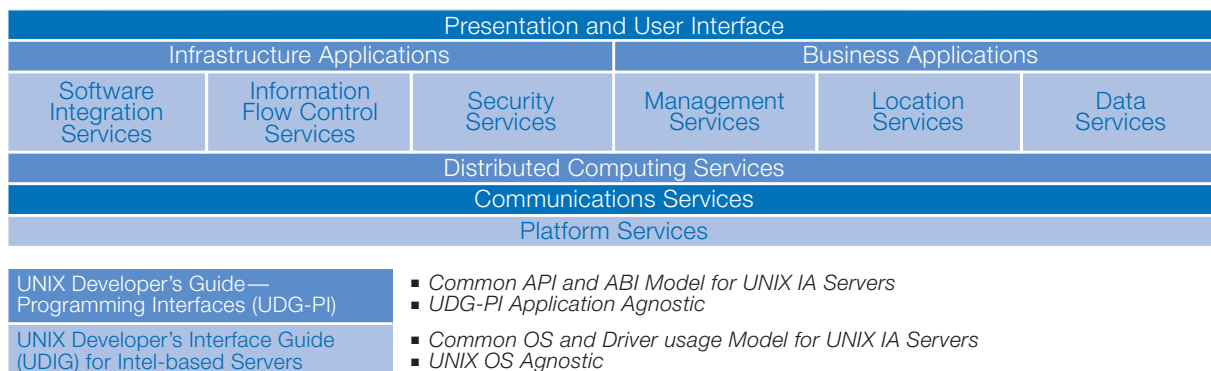 Presentation and User Interface
Infrastructure Applications
Business Applications
Software
Integration
Services
Information
Flow Control
Services
Security
Services
Management
Services
Location
Services
Data
Services
Distributed Computing Services
Communications Services
Platform Services
UNIX Developer's Guide—
Programming Interfaces (UDG-PI)
▪ Common API and ABI Model for UNIX IA Servers
▪ UDG-PI Application Agnostic
UNIX Developer's Interface Guide
(UDIG) for Intel-based Servers
▪ Common OS and Driver usage Model for UNIX IA Servers
▪ UNIX OS Agnostic